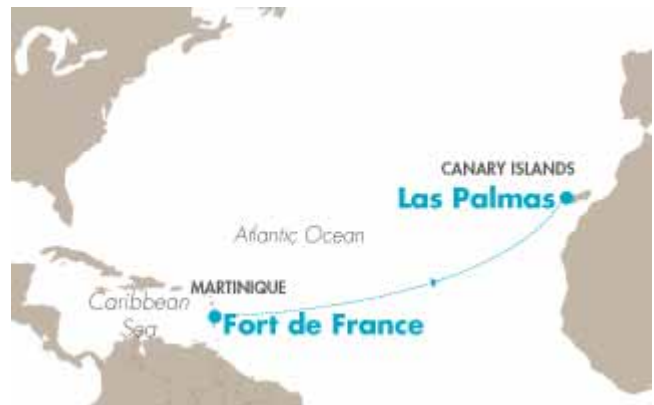 CANARY ISLANDS
Las Palmas
Atlantic Ocean
MARTINIQUE
Caribbean
Sea
Fort de France